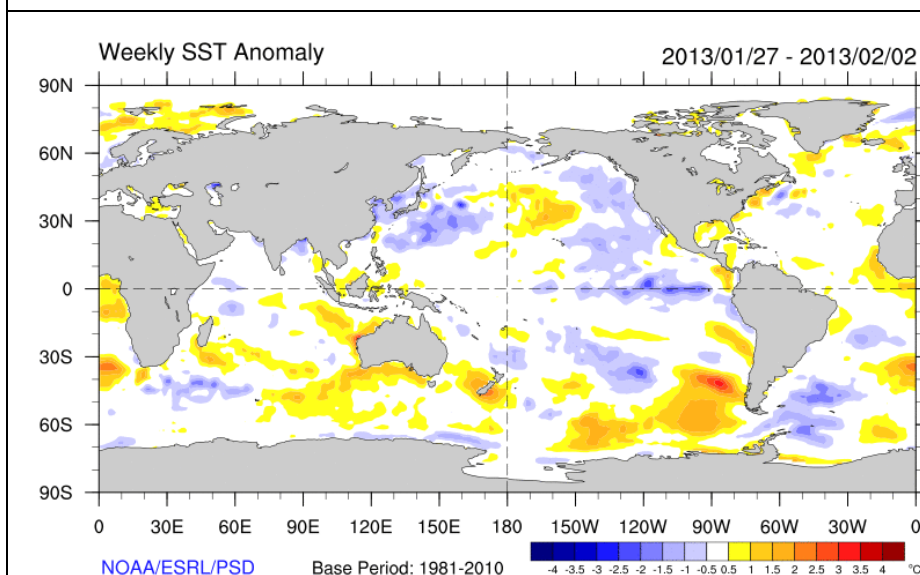 Weekly SST Anomaly 2013/01/27 - 2013/02/02
90N
60N
30N
0
30S
60S
90S
0 30E 60E 90E 120E 150E 180 150W 120W 90W 60W 30W 0
NOAA/ESRL/PSD Base Period: 1981-2010
-4 -3.5 -3 -2.5 -2 -1.5 -1 -0.5 0.5 1 1.5 2 2.5 3 3.5 4 °C